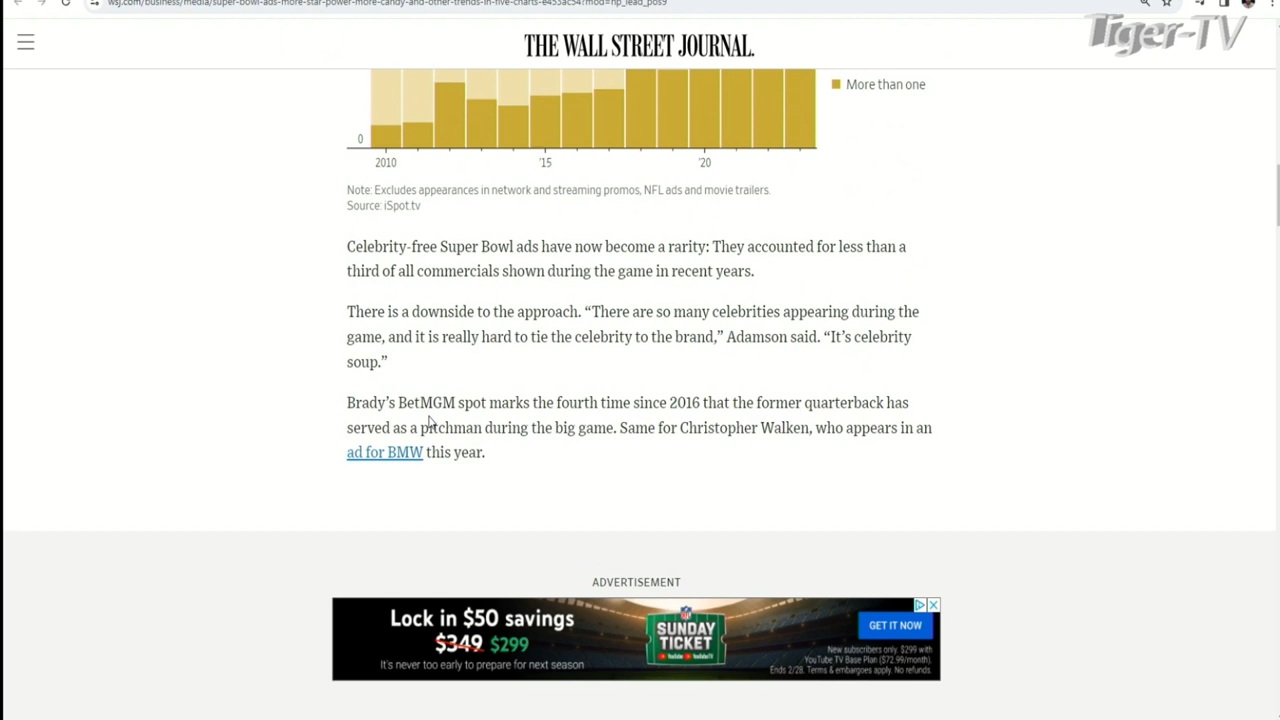 wsj.com/business/media/super-bowl-ads-more-star-power-more-candy-and-other-trends-in-five-charts-e453ac54?mod=hp_lead_pos9
Tiger-TV
THE WALL STREET JOURNAL.
More than one
0
2010 '15 '20
Note: Excludes appearances in network and streaming promos, NFL ads and movie trailers.
Source: iSpot.tv
Celebrity-free Super Bowl ads have now become a rarity: They accounted for less than a
third of all commercials shown during the game in recent years.
There is a downside to the approach. “There are so many celebrities appearing during the
game, and it is really hard to tie the celebrity to the brand,” Adamson said. “It’s celebrity
soup.”
Brady’s BetMGM spot marks the fourth time since 2016 that the former quarterback has
served as a pitchman during the big game. Same for Christopher Walken, who appears in an
ad for BMW this year.
ADVERTISEMENT
Lock in $50 savings
$349 $299
It's never too early to prepare for next season
NFL
SUNDAY
TICKET
YouTube YouTubeTV
GET IT NOW
New subscribers only. $299 with
YouTube TV Base Plan ($72.99/month).
Ends 2/28. Terms & embargoes apply. No refunds.